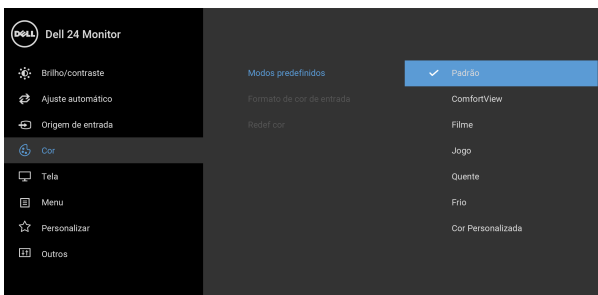 DELL
Dell 24 Monitor
Brilho/contraste
Modos predefinidos
Padrão
Ajuste automático
Formato de cor de entrada
ComfortView
Origem de entrada
Redef cor
Filme
Cor
Jogo
Tela
Quente
Menu
Frio
Personalizar
Cor Personalizada
Outros